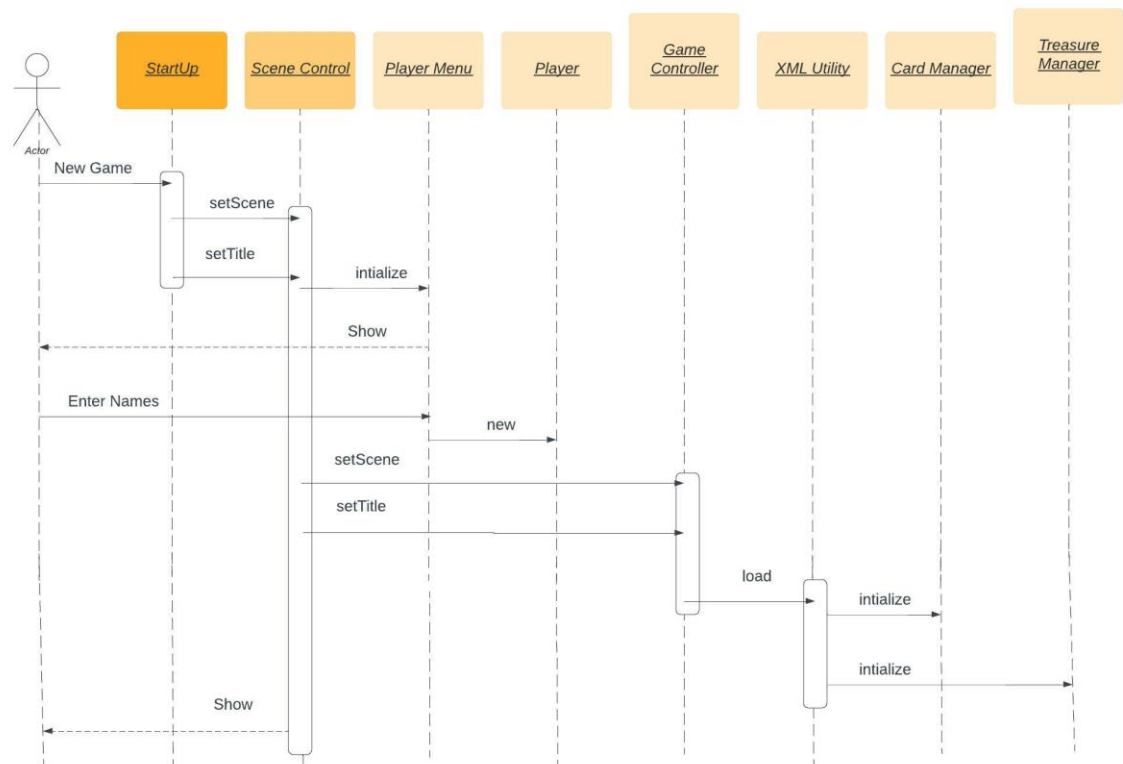 StartUp
Scene Control
Player Menu
Player
Game
Controller
XML Utility
Card Manager
Treasure
Manager
Actor
New Game
setScene
setTitle
intialize
Show
Enter Names
new
setScene
setTitle
load
intialize
intialize
Show